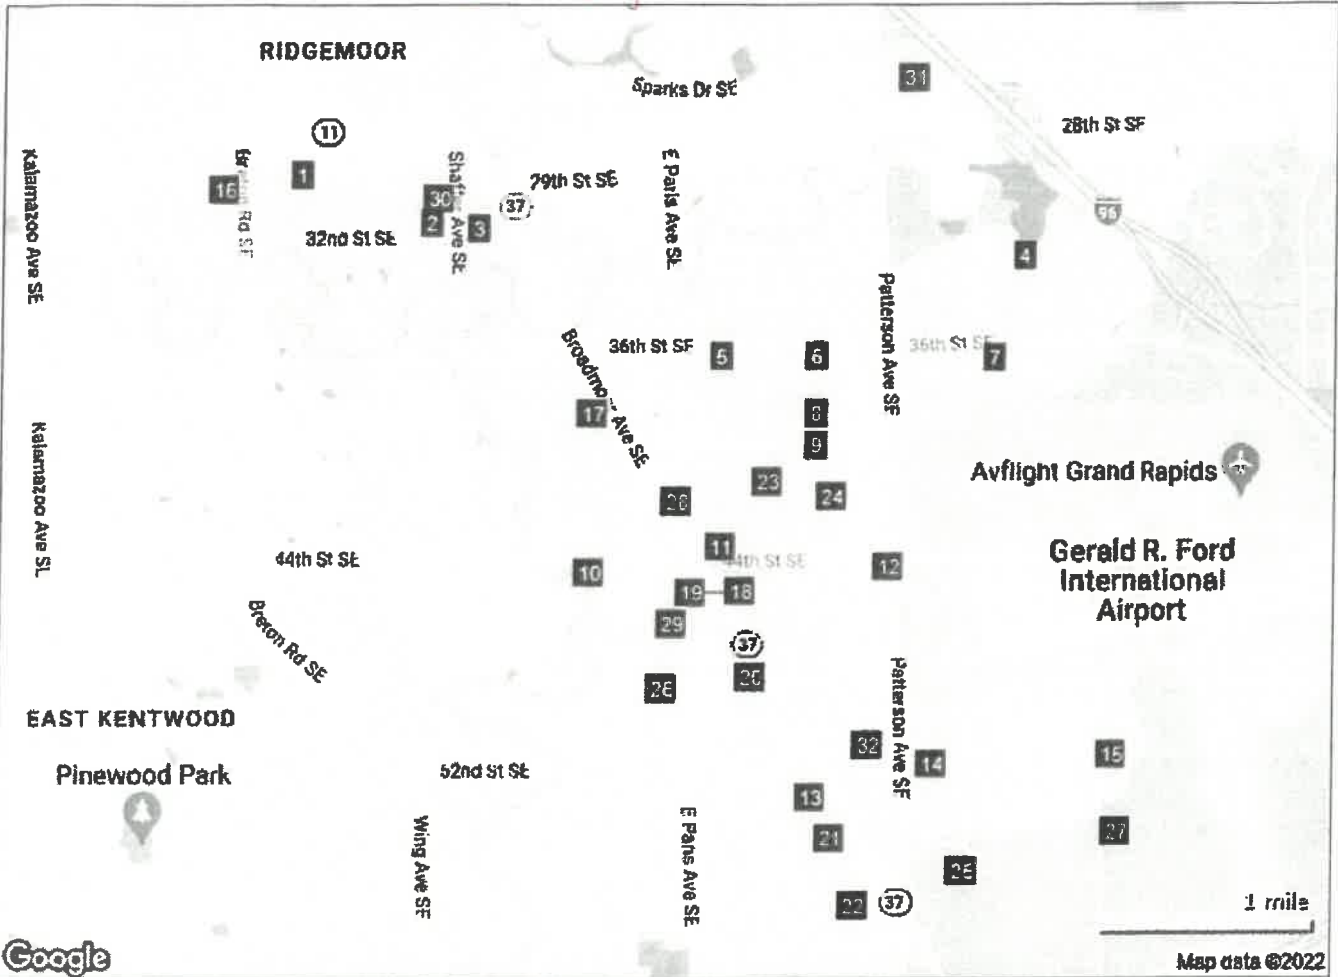 RIDGEMOOR
Sparks Dr SE
31
28th St SE
11
Kalamazoo Ave SE
Rd SE
16
1
Shaffer Ave SE
30
29th St SE
37
E Paris Ave SE
96
2
3
32nd St SE
4
Patterson Ave SE
36th St SE
5
6
36th St SE
7
Broadmoor Ave SE
17
8
9
Kalamazoo Ave SE
23
24
Avflight Grand Rapids
11
44th St SE
44th St SE
10
12
Gerald R. Ford
International
Airport
19
18
Breton Rd SE
29
37
Patterson Ave SE
EAST KENTWOOD
32
14
15
Pinewood Park
52nd St SE
13
Wing Ave SE
E Paris Ave SE
21
27
22
37
1 mile
Google
Map data ©2022